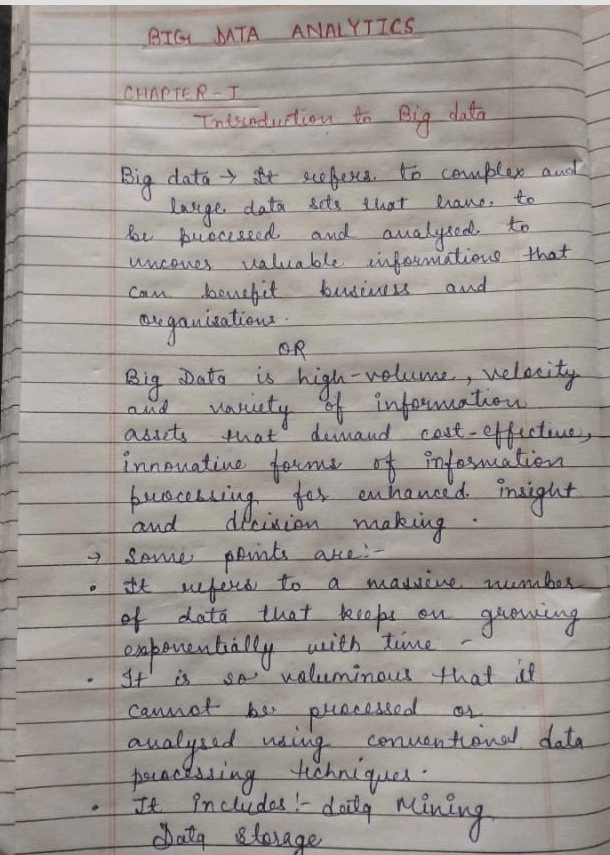 BIG DATA ANALYTICS
CHAPTER-I
Introduction to Big data
Big data → It refers to complex and
large data sets that have to
be processed and analysed to
uncover valuable informations that
can benefit business and
organisations.
OR
Big Data is high-volume, velocity
and variety of information
assets that demand cost-effective,
innovative forms of information
processing for enhanced insight
and decision making.
→ Some points are:-
• It refers to a massive number
of data that keeps on growing
exponentially with time -
• It is so voluminous that it
cannot be processed or
analysed using conventional data
processing techniques.
• It includes:- data Mining
Data Storage